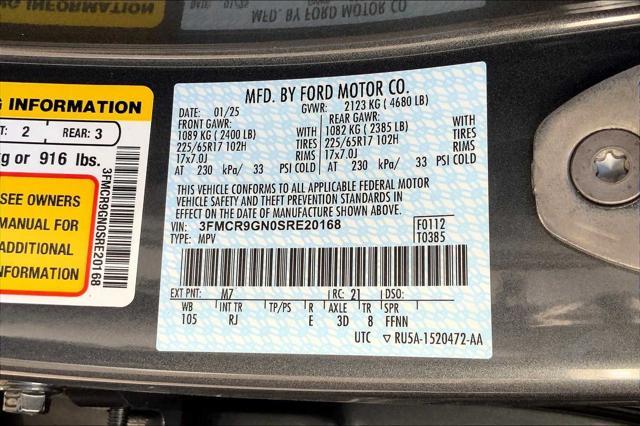 NG INFORMATION
01/25
MFD. BY FORD MOTOR CO.
G INFORMATION
T: 2 REAR: 3
g or 916 lbs.
SEE OWNERS
MANUAL FOR
ADDITIONAL
3FMCR9GN0SRE20168
MFD. BY FORD MOTOR CO.
DATE: 01/25 GVWR: 2123 KG ( 4680 LB)
FRONT GAWR: REAR GAWR:
1089 KG (2400 LB) WITH 1082 KG (2385 LB) WITH
225/65R17 102H TIRES 225/65R17 102H TIRES
17x7.0J RIMS 17x7.0J RIMS
AT 230 kPa/ 33 PSI COLD AT 230 kPa/ 33 PSI COLD
THIS VEHICLE CONFORMS TO ALL APPLICABLE FEDERAL MOTOR
VEHICLE SAFETY AND THEFT PREVENTION STANDARDS IN
EFFECT ON THE DATE OF MANUFACTURE SHOWN ABOVE.
VIN: 3FMCR9GN0SRE20168 F0112
TYPE: MPV T0385
EXT PNT: M7 RC: 21 DSO:
WB INT TR TP/PS R AXLE TR SPR
105 RJ E 3D 8 FFNN
UTC ▽ RU5A-1520472-AA